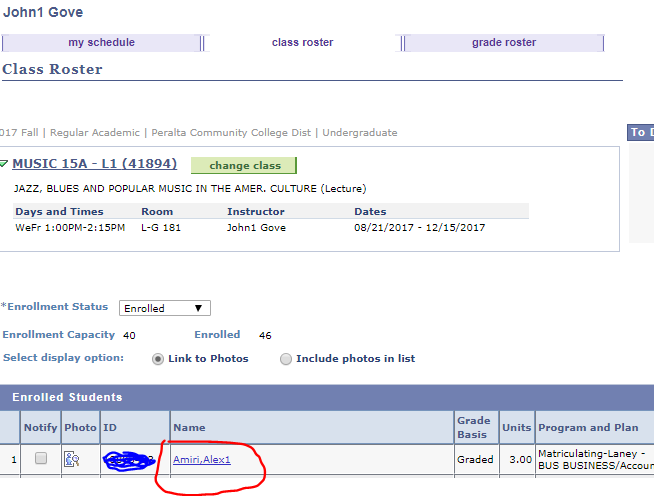 John1 Gove
my schedule class roster grade roster
Class Roster
017 Fall | Regular Academic | Peralta Community College Dist | Undergraduate
To D
MUSIC 15A - L1 (41894) change class
JAZZ, BLUES AND POPULAR MUSIC IN THE AMER. CULTURE (Lecture)
Days and Times Room Instructor Dates
WeFr 1:00PM-2:15PM L-G 181 John1 Gove 08/21/2017 - 12/15/2017
*Enrollment Status Enrolled
Enrollment Capacity 40 Enrolled 46
Select display option: Link to Photos Include photos in list
Enrolled Students
Notify Photo ID Name Grade Basis Units Program and Plan
1 Amiri,Alex1 Graded 3.00 Matriculating-Laney -
BUS BUSINESS/Accour